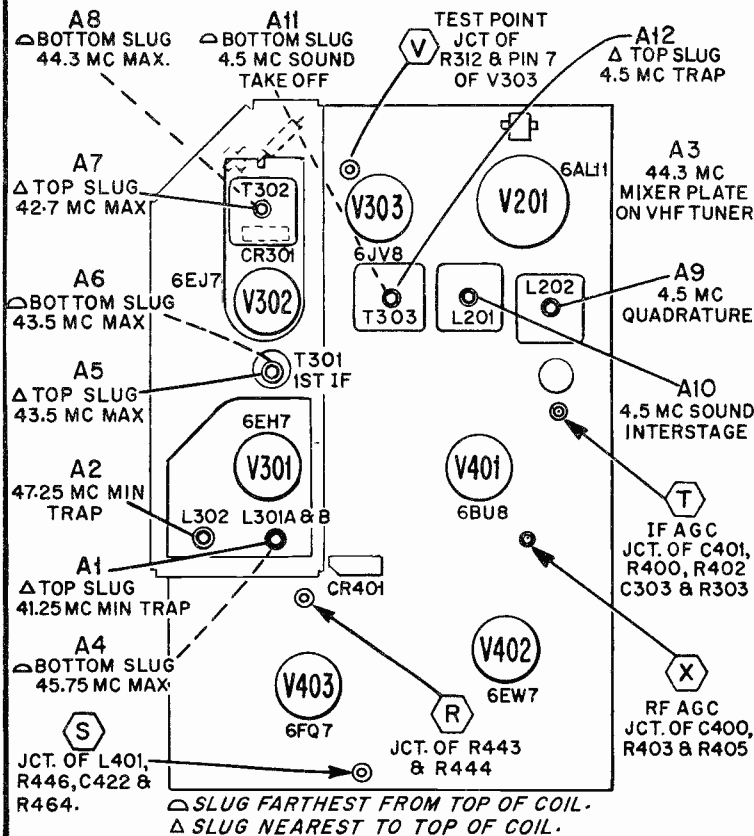 A8
⌓ BOTTOM SLUG
44.3 MC MAX.
A11
⌓ BOTTOM SLUG
4.5 MC SOUND
TAKE OFF
TEST POINT
JCT OF
R312 & PIN 7
OF V303
V
A12
Δ TOP SLUG
4.5 MC TRAP
A7
Δ TOP SLUG
42.7 MC MAX
T302
CR301
V303
6JV8
6AL11
V201
A3
44.3 MC
MIXER PLATE
ON VHF TUNER
A6
⌓ BOTTOM SLUG
43.5 MC MAX
6EJ7
V302
T303
L201
L202
A9
4.5 MC
QUADRATURE
A5
Δ TOP SLUG
43.5 MC MAX
T301
1ST IF
A10
4.5 MC SOUND
INTERSTAGE
A2
47.25 MC MIN
TRAP
6EH7
V301
L302 L301A & B
V401
6BU8
T
IF AGC
JCT. OF C401,
R400, R402
C303 & R303
A1
Δ TOP SLUG
41.25 MC MIN TRAP
CR401
A4
⌓ BOTTOM SLUG
45.75 MC MAX
V403
6FQ7
V402
6EW7
X
RF AGC
JCT. OF C400,
R403 & R405
R
JCT. OF R443
& R444
S
JCT. OF L401,
R446, C422 &
R464.
⌓ SLUG FARTHEST FROM TOP OF COIL.
Δ SLUG NEAREST TO TOP OF COIL.